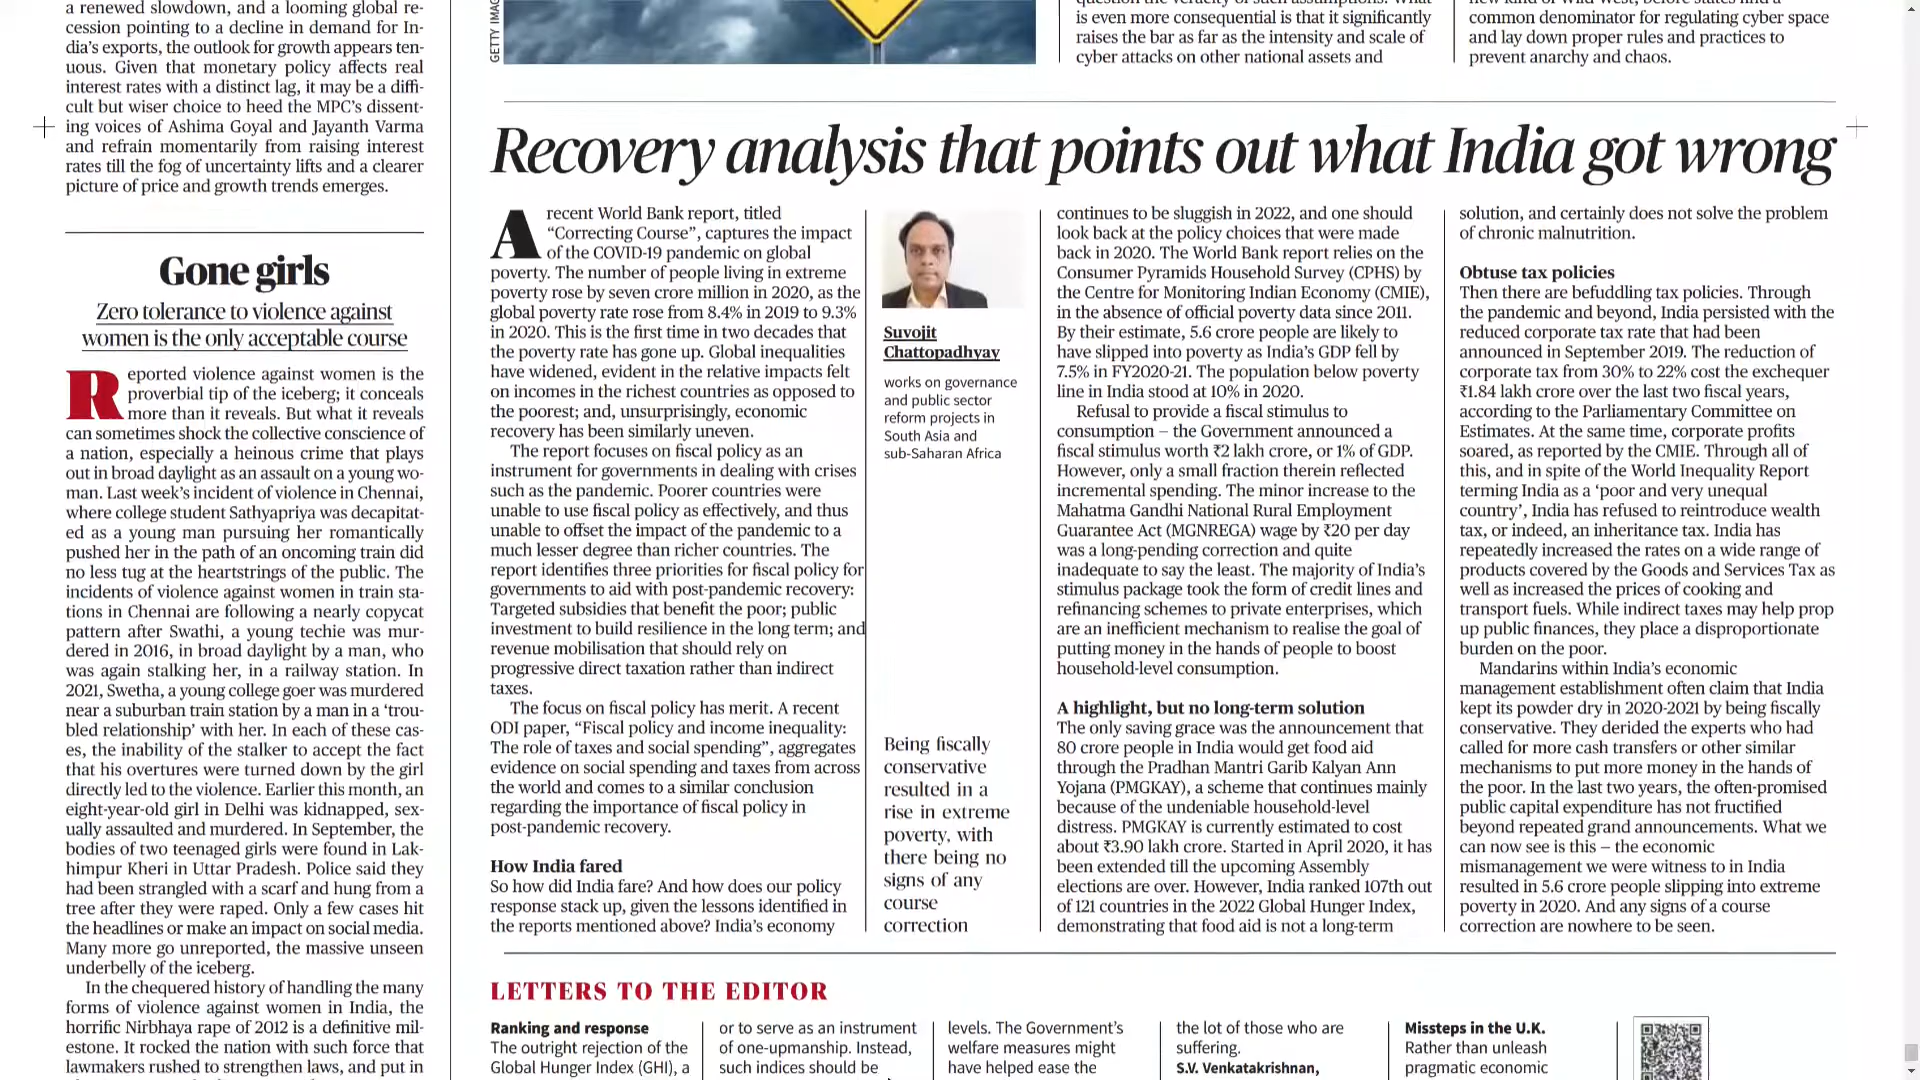 a renewed slowdown, and a looming global re-
cession pointing to a decline in demand for In-
dia's exports, the outlook for growth appears ten-
uous. Given that monetary policy affects real
interest rates with a distinct lag, it may be a diffi-
cult but wiser choice to heed the MPC's dissent-
ing voices of Ashima Goyal and Jayanth Varma
and refrain momentarily from raising interest
rates till the fog of uncertainty lifts and a clearer
picture of price and growth trends emerges.
Gone girls
Zero tolerance to violence against
women is the only acceptable course
Reported violence against women is the
proverbial tip of the iceberg; it conceals
more than it reveals. But what it reveals
can sometimes shock the collective conscience of
a nation, especially a heinous crime that plays
out in broad daylight as an assault on a young wo-
man. Last week's incident of violence in Chennai,
where college student Sathyapriya was decapitat-
ed as a young man pursuing her romantically
pushed her in the path of an oncoming train did
no less tug at the heartstrings of the public. The
incidents of violence against women in train sta-
tions in Chennai are following a nearly copycat
pattern after Swathi, a young techie was mur-
dered in 2016, in broad daylight by a man, who
was again stalking her, in a railway station. In
2021, Swetha, a young college goer was murdered
near a suburban train station by a man in a 'trou-
bled relationship' with her. In each of these cas-
es, the inability of the stalker to accept the fact
that his overtures were turned down by the girl
directly led to the violence. Earlier this month, an
eight-year-old girl in Delhi was kidnapped, sex-
ually assaulted and murdered. In September, the
bodies of two teenaged girls were found in Lak-
himpur Kheri in Uttar Pradesh. Police said they
had been strangled with a scarf and hung from a
tree after they were raped. Only a few cases hit
the headlines or make an impact on social media.
Many more go unreported, the massive unseen
underbelly of the iceberg.
In the chequered history of handling the many
forms of violence against women in India, the
horrific Nirbhaya rape of 2012 is a definitive mil-
estone. It rocked the nation with such force that
lawmakers rushed to strengthen laws, and put in
GETTY IMAG
is even more consequential is that it significantly
raises the bar as far as the intensity and scale of
cyber attacks on other national assets and
common denominator for regulating cyber space
and lay down proper rules and practices to
prevent anarchy and chaos.
Recovery analysis that points out what India got wrong
A recent World Bank report, titled
"Correcting Course", captures the impact
of the COVID-19 pandemic on global
poverty. The number of people living in extreme
poverty rose by seven crore million in 2020, as the
global poverty rate rose from 8.4% in 2019 to 9.3%
in 2020. This is the first time in two decades that
the poverty rate has gone up. Global inequalities
have widened, evident in the relative impacts felt
on incomes in the richest countries as opposed to
the poorest; and, unsurprisingly, economic
recovery has been similarly uneven.
The report focuses on fiscal policy as an
instrument for governments in dealing with crises
such as the pandemic. Poorer countries were
unable to use fiscal policy as effectively, and thus
unable to offset the impact of the pandemic to a
much lesser degree than richer countries. The
report identifies three priorities for fiscal policy for
governments to aid with post-pandemic recovery:
Targeted subsidies that benefit the poor; public
investment to build resilience in the long term; and
revenue mobilisation that should rely on
progressive direct taxation rather than indirect
taxes.
The focus on fiscal policy has merit. A recent
ODI paper, "Fiscal policy and income inequality:
The role of taxes and social spending", aggregates
evidence on social spending and taxes from across
the world and comes to a similar conclusion
regarding the importance of fiscal policy in
post-pandemic recovery.
How India fared
So how did India fare? And how does our policy
response stack up, given the lessons identified in
the reports mentioned above? India's economy
Suvojit
Chattopadhyay
works on governance
and public sector
reform projects in
South Asia and
sub-Saharan Africa
Being fiscally
conservative
resulted in a
rise in extreme
poverty, with
there being no
signs of any
course
correction
continues to be sluggish in 2022, and one should
look back at the policy choices that were made
back in 2020. The World Bank report relies on the
Consumer Pyramids Household Survey (CPHS) by
the Centre for Monitoring Indian Economy (CMIE),
in the absence of official poverty data since 2011.
By their estimate, 5.6 crore people are likely to
have slipped into poverty as India's GDP fell by
7.5% in FY2020-21. The population below poverty
line in India stood at 10% in 2020.
Refusal to provide a fiscal stimulus to
consumption – the Government announced a
fiscal stimulus worth ₹2 lakh crore, or 1% of GDP.
However, only a small fraction therein reflected
incremental spending. The minor increase to the
Mahatma Gandhi National Rural Employment
Guarantee Act (MGNREGA) wage by ₹20 per day
was a long-pending correction and quite
inadequate to say the least. The majority of India's
stimulus package took the form of credit lines and
refinancing schemes to private enterprises, which
are an inefficient mechanism to realise the goal of
putting money in the hands of people to boost
household-level consumption.
A highlight, but no long-term solution
The only saving grace was the announcement that
80 crore people in India would get food aid
through the Pradhan Mantri Garib Kalyan Ann
Yojana (PMGKAY), a scheme that continues mainly
because of the undeniable household-level
distress. PMGKAY is currently estimated to cost
about ₹3.90 lakh crore. Started in April 2020, it has
been extended till the upcoming Assembly
elections are over. However, India ranked 107th out
of 121 countries in the 2022 Global Hunger Index,
demonstrating that food aid is not a long-term
solution, and certainly does not solve the problem
of chronic malnutrition.
Obtuse tax policies
Then there are befuddling tax policies. Through
the pandemic and beyond, India persisted with the
reduced corporate tax rate that had been
announced in September 2019. The reduction of
corporate tax from 30% to 22% cost the exchequer
₹1.84 lakh crore over the last two fiscal years,
according to the Parliamentary Committee on
Estimates. At the same time, corporate profits
soared, as reported by the CMIE. Through all of
this, and in spite of the World Inequality Report
terming India as a 'poor and very unequal
country', India has refused to reintroduce wealth
tax, or indeed, an inheritance tax. India has
repeatedly increased the rates on a wide range of
products covered by the Goods and Services Tax as
well as increased the prices of cooking and
transport fuels. While indirect taxes may help prop
up public finances, they place a disproportionate
burden on the poor.
Mandarins within India's economic
management establishment often claim that India
kept its powder dry in 2020-2021 by being fiscally
conservative. They derided the experts who had
called for more cash transfers or other similar
mechanisms to put more money in the hands of
the poor. In the last two years, the often-promised
public capital expenditure has not fructified
beyond repeated grand announcements. What we
can now see is this – the economic
mismanagement we were witness to in India
resulted in 5.6 crore people slipping into extreme
poverty in 2020. And any signs of a course
correction are nowhere to be seen.
LETTERS TO THE EDITOR
Ranking and response
The outright rejection of the
Global Hunger Index (GHI), a
or to serve as an instrument
of one-upmanship. Instead,
such indices should be
levels. The Government's
welfare measures might
have helped ease the
the lot of those who are
suffering.
S.V. Venkatakrishnan,
Missteps in the U.K.
Rather than unleash
pragmatic economic